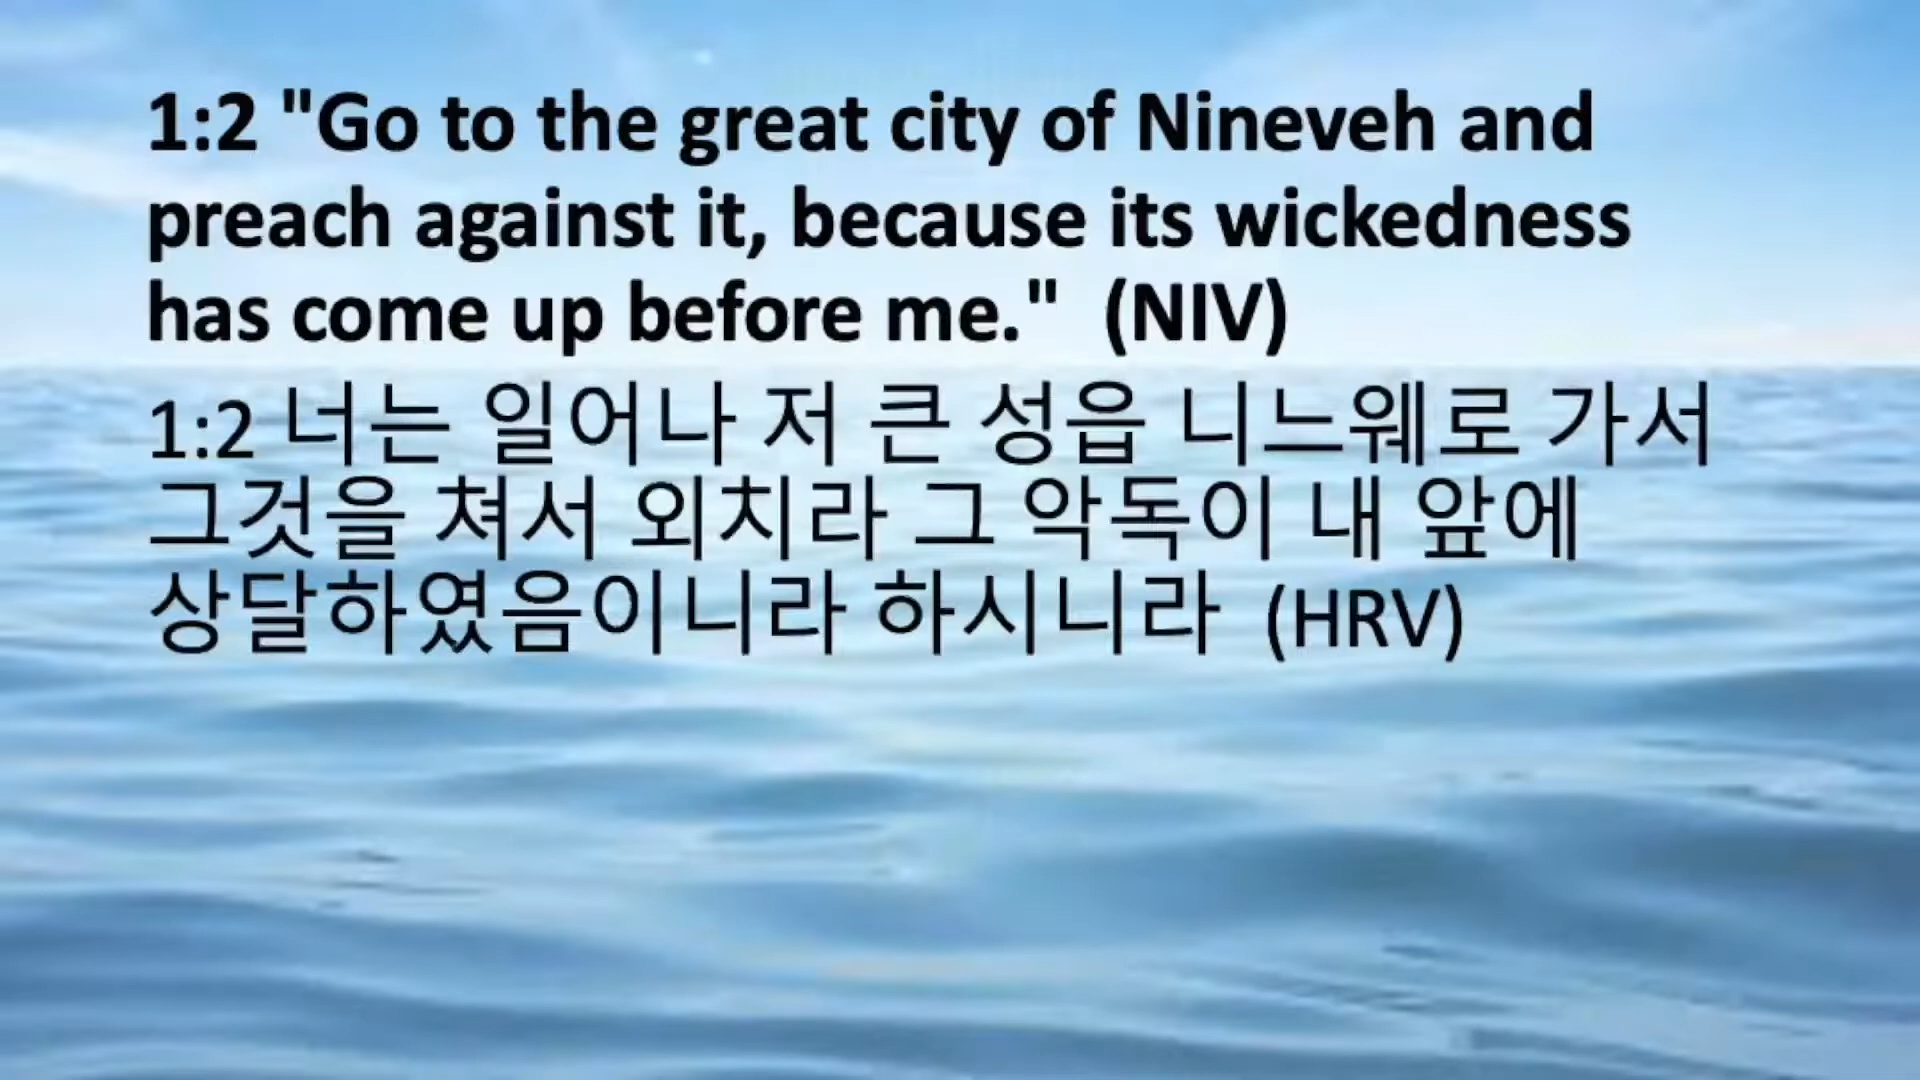 1:2 "Go to the great city of Nineveh and
preach against it, because its wickedness
has come up before me."  (NIV)
1:2 너는 일어나 저 큰 성읍 니느웨로 가서
그것을 쳐서 외치라 그 악독이 내 앞에
상달하였음이니라 하시니라  (HRV)